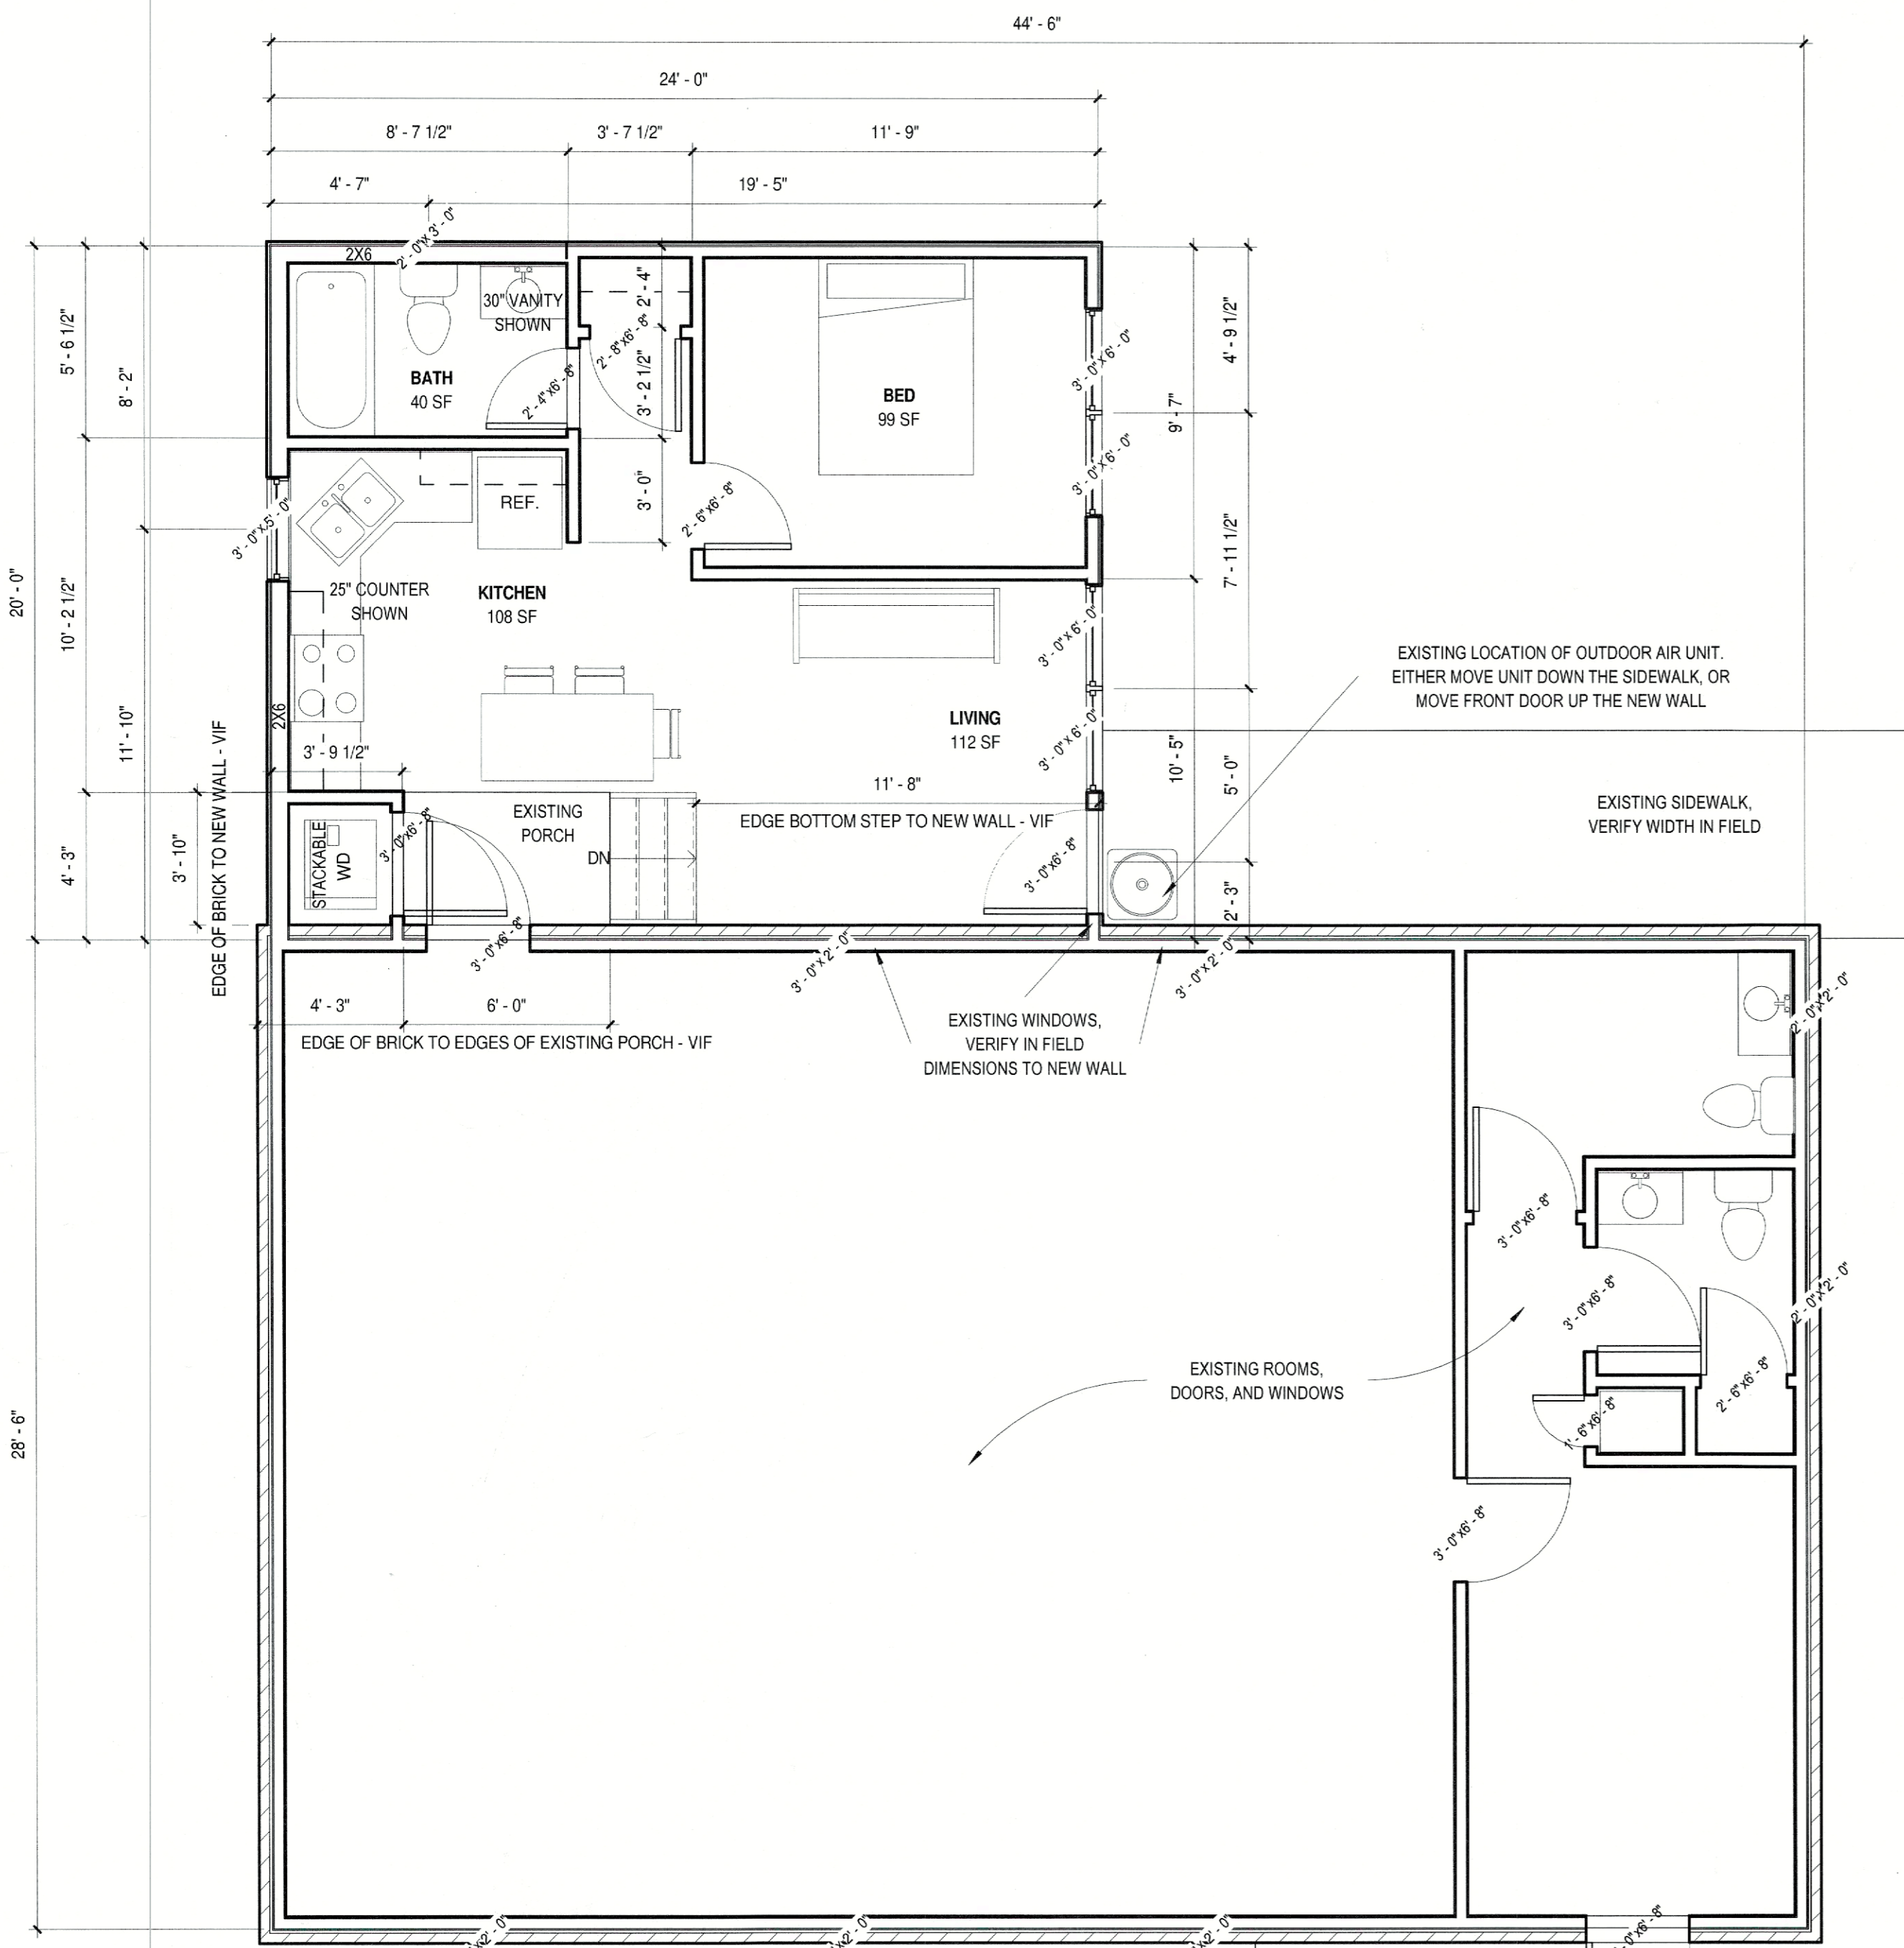 44' - 6"
24' - 0"
8' - 7 1/2"
3' - 7 1/2"
11' - 9"
4' - 7"
19' - 5"
2' - 0" x 3' - 0"
2X6
30" VANITY
SHOWN
BATH
40 SF
2' - 4" x6' - 8"
2' - 8" x6' - 8"
2' - 4"
3' - 2 1/2"
3' - 0"
BED
99 SF
2' - 6" x6' - 8"
3' - 0" x 6' - 0"
3' - 0" x 6' - 0"
4' - 9 1/2"
9' - 7"
7' - 11 1/2"
5' - 6 1/2"
8' - 2"
20' - 0"
10' - 2 1/2"
11' - 10"
4' - 3"
3' - 10"
EDGE OF BRICK TO NEW WALL - VIF
3' - 0" x 5' - 0"
REF.
25" COUNTER
SHOWN
KITCHEN
108 SF
2X6
3' - 9 1/2"
LIVING
112 SF
3' - 0" x 6' - 0"
3' - 0" x 6' - 0"
10' - 5"
5' - 0"
2' - 3"
EXISTING LOCATION OF OUTDOOR AIR UNIT.
EITHER MOVE UNIT DOWN THE SIDEWALK, OR
MOVE FRONT DOOR UP THE NEW WALL
EXISTING SIDEWALK,
VERIFY WIDTH IN FIELD
11' - 8"
EDGE BOTTOM STEP TO NEW WALL - VIF
STACKABLE
WD
3' - 0" x6' - 8"
EXISTING
PORCH
DN
3' - 0" x6' - 8"
3' - 0" x6' - 8"
3' - 0" x 2' - 0"
3' - 0" x 2' - 0"
4' - 3"
6' - 0"
EDGE OF BRICK TO EDGES OF EXISTING PORCH - VIF
EXISTING WINDOWS,
VERIFY IN FIELD
DIMENSIONS TO NEW WALL
2' - 0" x 2' - 0"
3' - 0" x6' - 8"
3' - 0" x6' - 8"
2' - 0" x 2' - 0"
EXISTING ROOMS,
DOORS, AND WINDOWS
2' - 6" x6' - 8"
1' - 6" x6' - 8"
28' - 6"
3' - 0" x6' - 8"
x 2' - 0"
x 2' - 0"
x 2' - 0"
- 0" x6' - 8"